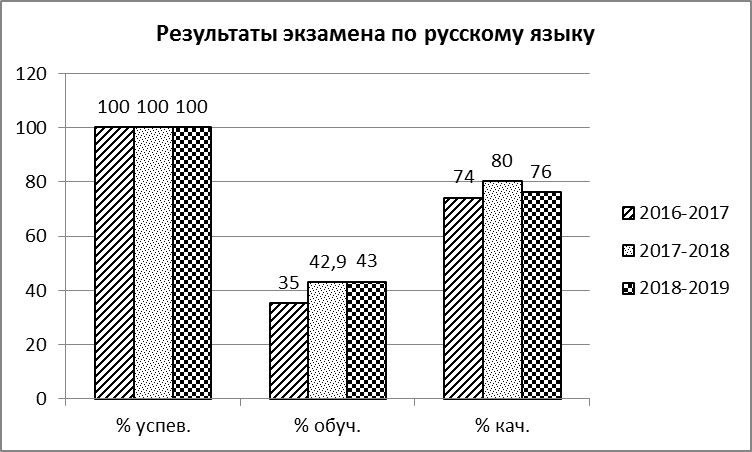 Результаты экзамена по русскому языку
120
100
80
60
40
20
0
100 100 100
35 42,9 43
74 80 76
% успев. % обуч. % кач.
2016-2017
2017-2018
2018-2019